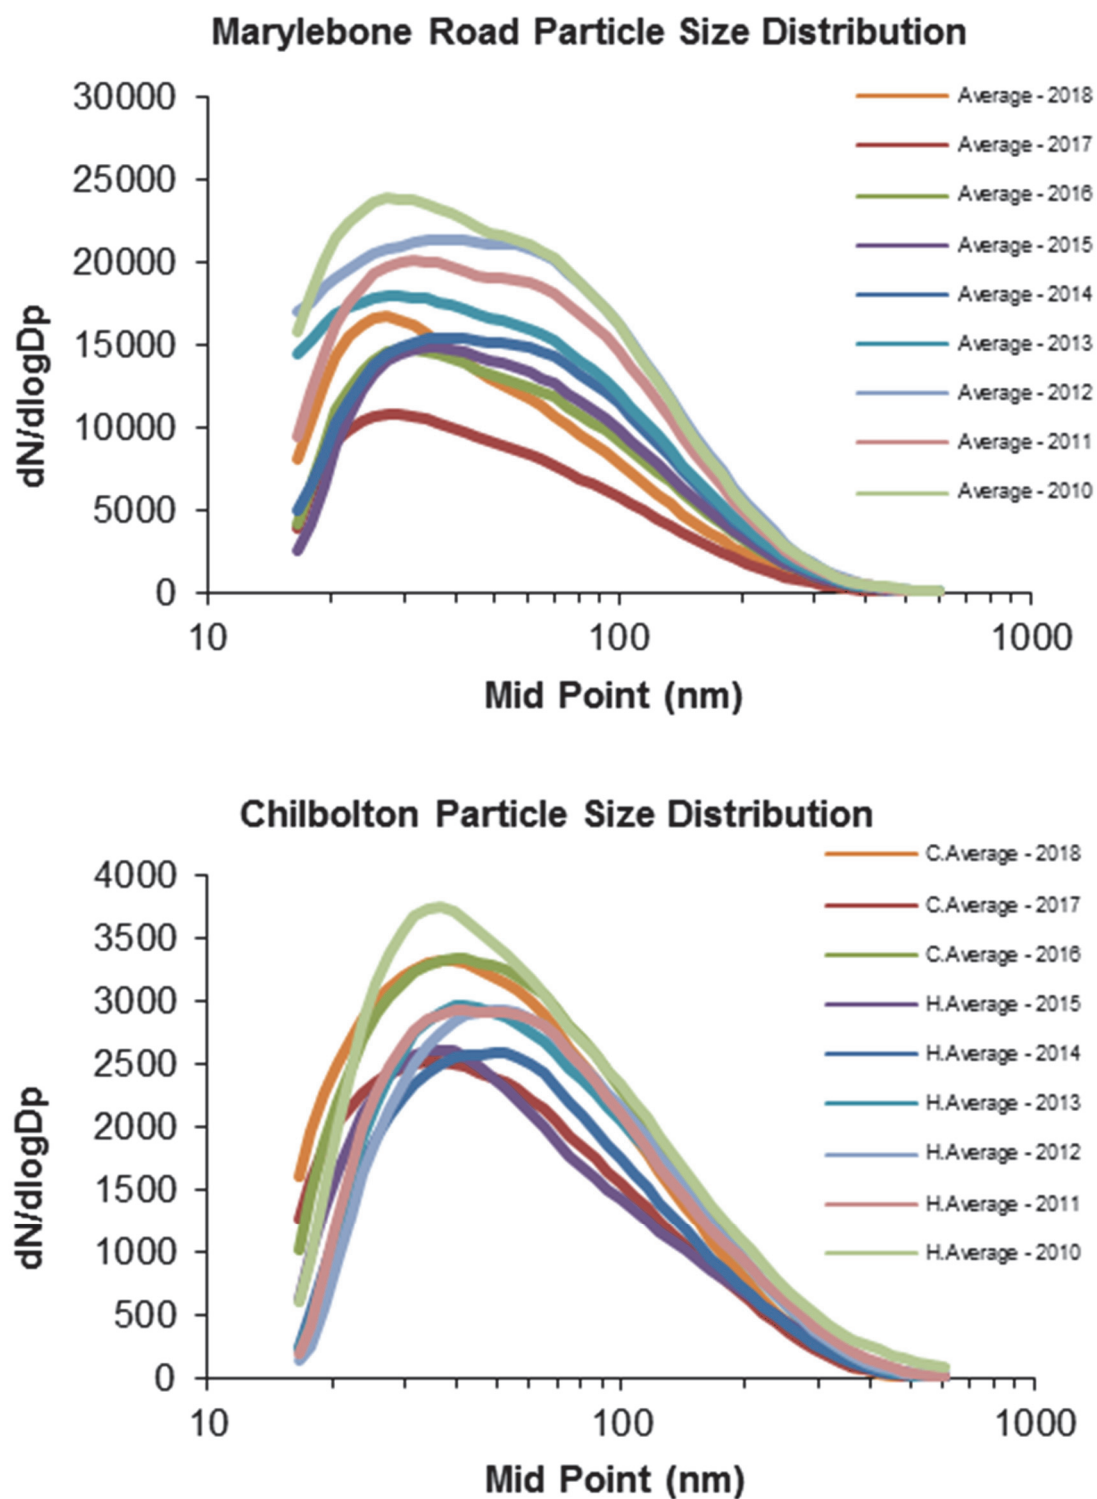 Marylebone Road Particle Size Distribution
30000
25000
20000
15000
10000
5000
0
dN/dlogDp
10 100 1000
Mid Point (nm)
Average - 2018
Average - 2017
Average - 2016
Average - 2015
Average - 2014
Average - 2013
Average - 2012
Average - 2011
Average - 2010
Chilbolton Particle Size Distribution
4000
3500
3000
2500
2000
1500
1000
500
0
dN/dlogDp
10 100 1000
Mid Point (nm)
C.Average - 2018
C.Average - 2017
C.Average - 2016
H.Average - 2015
H.Average - 2014
H.Average - 2013
H.Average - 2012
H.Average - 2011
H.Average - 2010